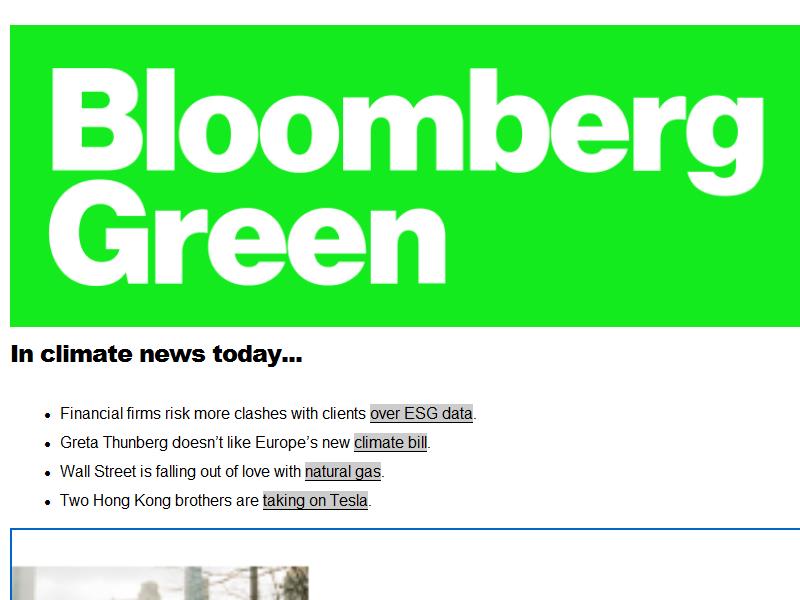 Bloomberg
Green
In climate news today...
• Financial firms risk more clashes with clients over ESG data.
• Greta Thunberg doesn’t like Europe’s new climate bill.
• Wall Street is falling out of love with natural gas.
• Two Hong Kong brothers are taking on Tesla.